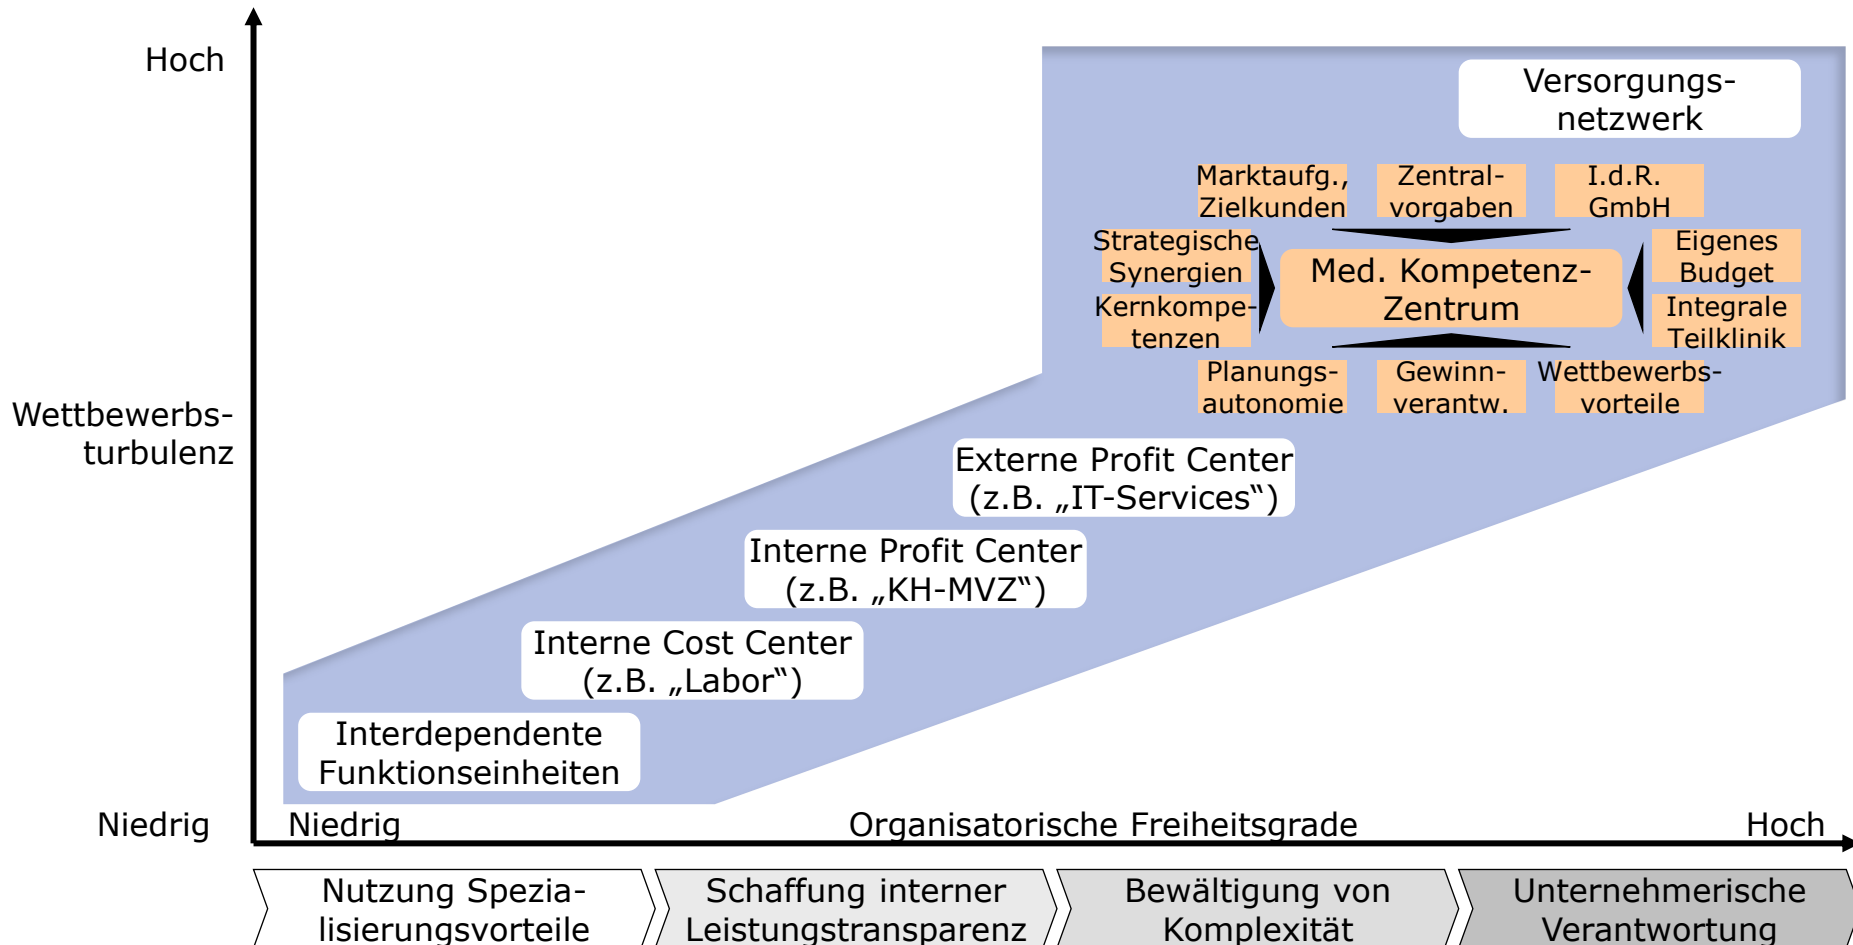 Hoch
Versorgungs-
netzwerk
Marktaufg.,
Zielkunden
Zentral-
vorgaben
I.d.R.
GmbH
Strategische
Synergien
Kernkompe-
tenzen
Med. Kompetenz-
Zentrum
Eigenes
Budget
Integrale
Teilklinik
Planungs-
autonomie
Gewinn-
verantw.
Wettbewerbs-
vorteile
Wettbewerbs-
turbulenz
Externe Profit Center
(z.B. „IT-Services“)
Interne Profit Center
(z.B. „KH-MVZ“)
Interne Cost Center
(z.B. „Labor“)
Interdependente
Funktionseinheiten
Niedrig
Niedrig
Organisatorische Freiheitsgrade
Hoch
Nutzung Spezia-
lisierungsvorteile
Schaffung interner
Leistungstransparenz
Bewältigung von
Komplexität
Unternehmerische
Verantwortung